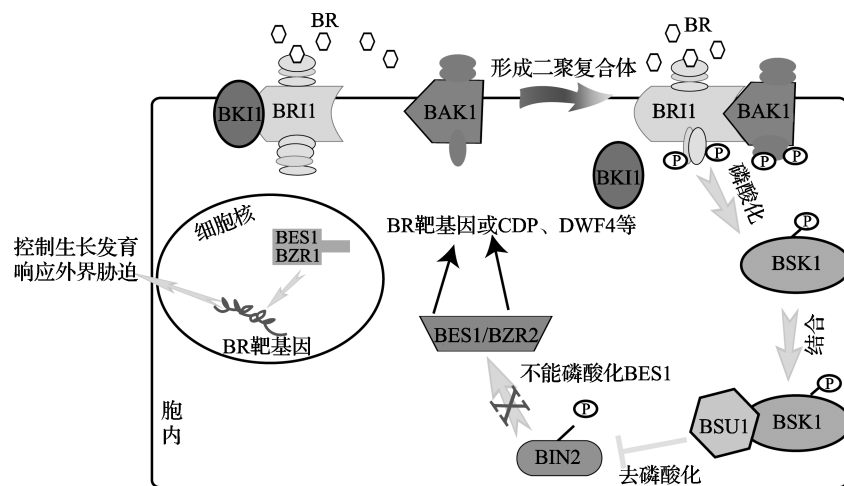 BR
BR
形成二聚复合体
BKI1
BRI1
BAK1
BRI1
BAK1
P
P
P
P
BKI1
磷酸化
P
BSK1
细胞核
BES1
BZR1
控制生长发育
响应外界胁迫
BR靶基因
BR靶基因或CDP、DWF4等
BES1/BZR2
结合
不能磷酸化BES1
P
P
BSU1
BSK1
BIN2
去磷酸化
胞
内